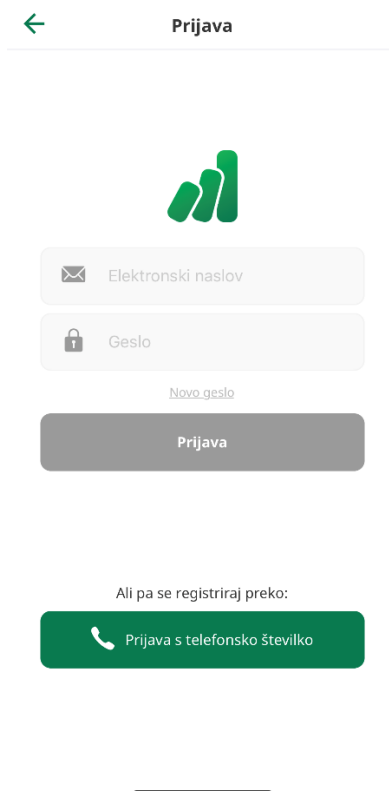 Prijava
Elektronski naslov
Geslo
Novo geslo
Prijava
Ali pa se registriraj preko:
Prijava s telefonsko številko